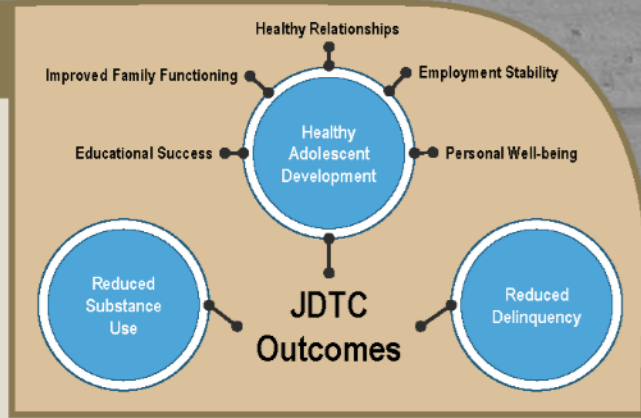 Healthy Relationships
Improved Family Functioning
Employment Stability
Healthy
Adolescent
Development
Educational Success
Personal Well-being
Reduced
Substance
Use
JDTC
Outcomes
Reduced
Delinquency